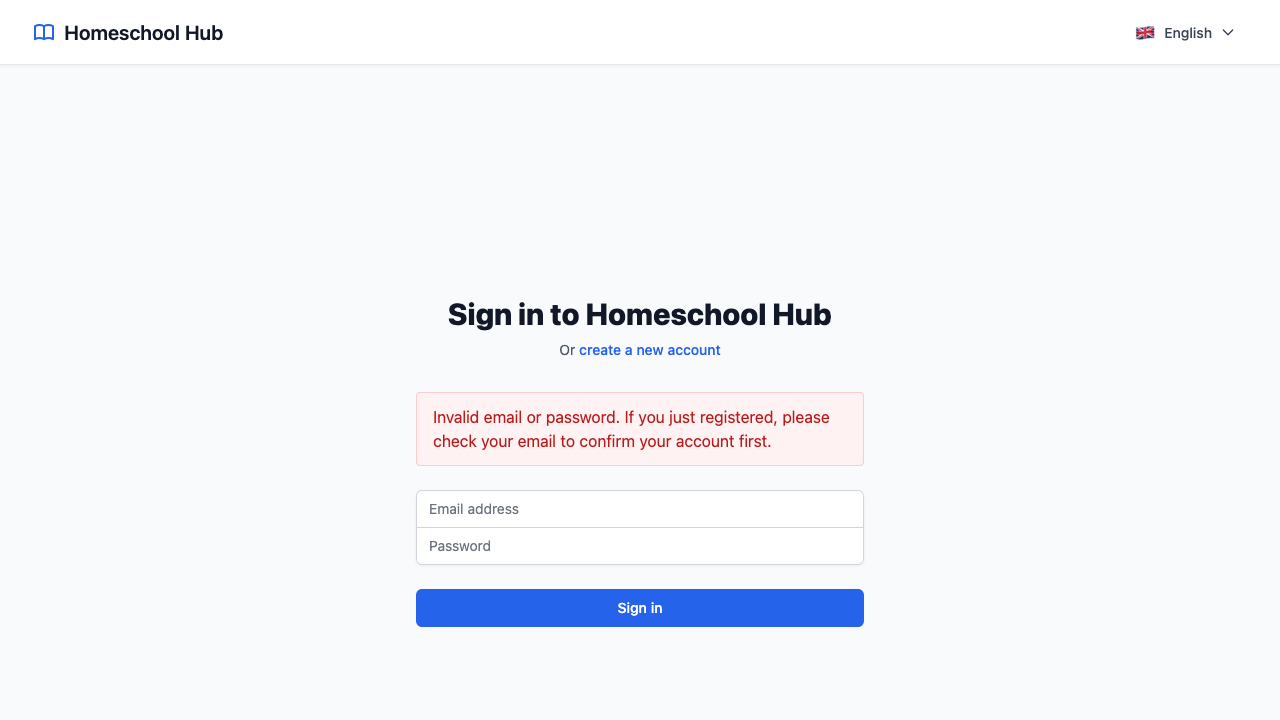 Homeschool Hub
English
Sign in to Homeschool Hub
Or create a new account
Invalid email or password. If you just registered, please
check your email to confirm your account first.
Email address
Password
Sign in